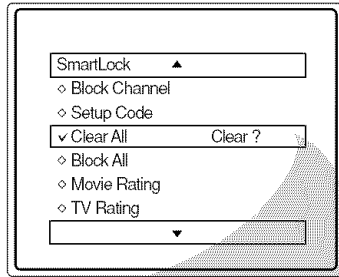 SmartLock ▲
◇ Block Channel
◇ Setup Code
✓ Clear All Clear ?
◇ Block All
◇ Movie Rating
◇ TV Rating
▼